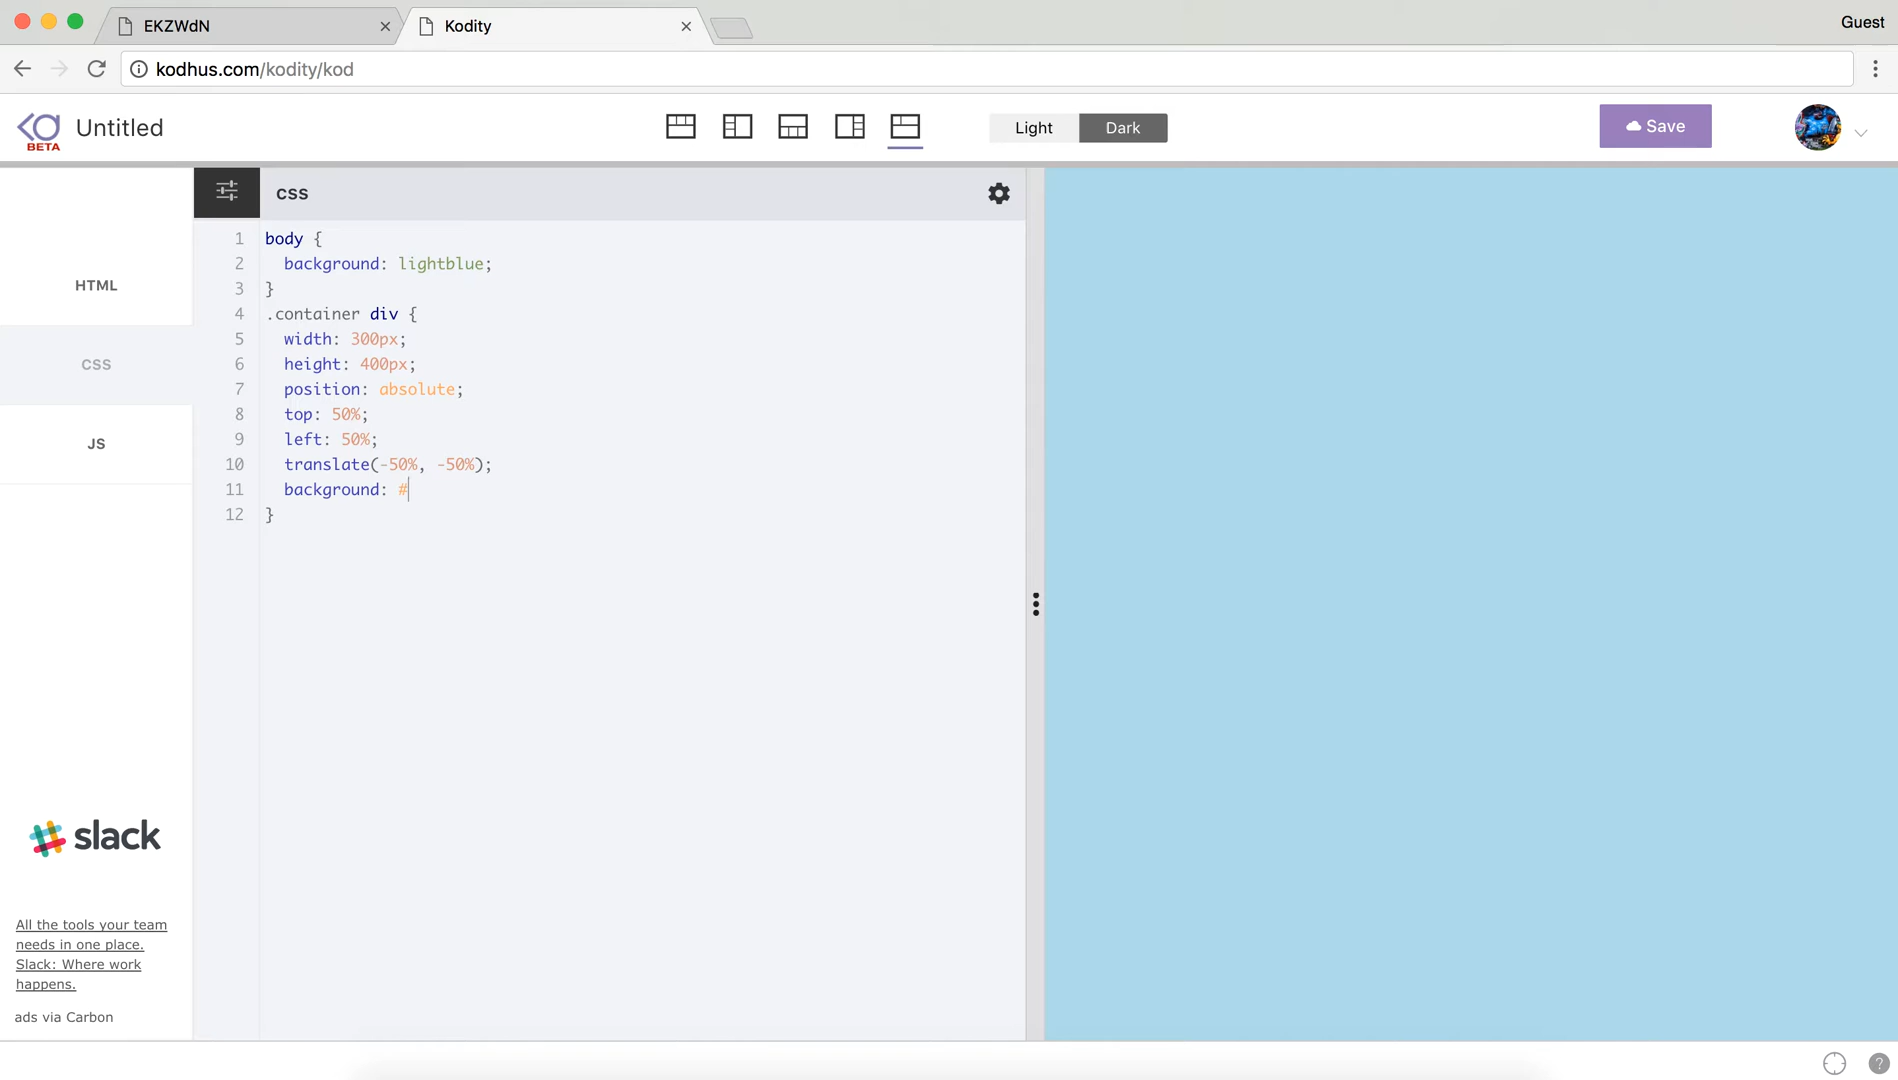 EKZWdN
Kodity
Guest
kodhus.com/kodity/kod
BETA
Untitled
Light
Dark
Save
HTML
CSS
JS
css
1 body {
2 background: lightblue;
3 }
4 .container div {
5 width: 300px;
6 height: 400px;
7 position: absolute;
8 top: 50%;
9 left: 50%;
10 translate(-50%, -50%);
11 background: #
12 }
slack
All the tools your team
needs in one place.
Slack: Where work
happens.
ads via Carbon
?